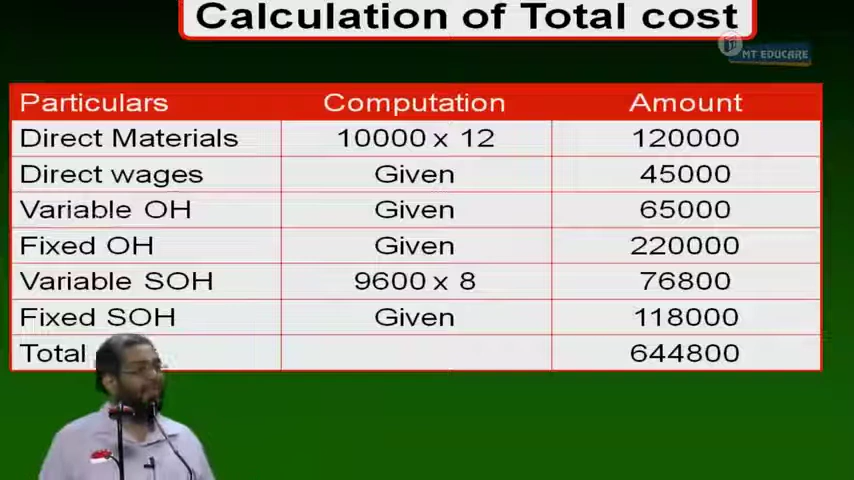 Calculation of Total cost
MT EDUCARE
Particulars Computation Amount
Direct Materials 10000 x 12 120000
Direct wages Given 45000
Variable OH Given 65000
Fixed OH Given 220000
Variable SOH 9600 x 8 76800
Fixed SOH Given 118000
Total 644800